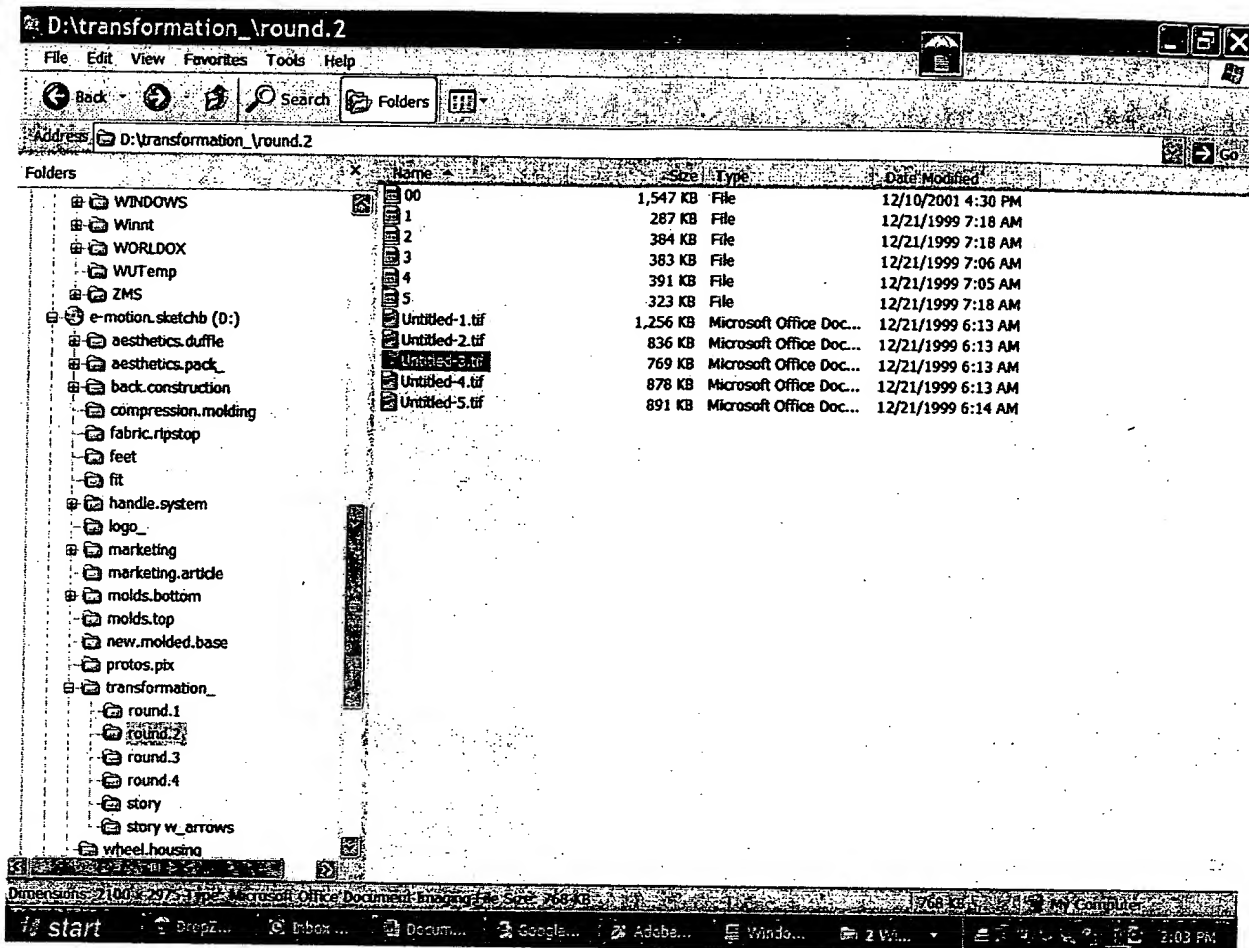 D:\transformation_\round.2
File Edit View Favorites Tools Help
Back Search Folders
Address D:\transformation_\round.2 Go
Folders x Name Size Type Date Modified
WINDOWS
Winnt
WORLDOX
WUTemp
ZMS
e-motion.sketchb (D:)
aesthetics.duffle
aesthetics.pack_
back.construction
compression.molding
fabric.ripstop
feet
fit
handle.system
logo_
marketing
marketing.article
molds.bottom
molds.top
new.molded.base
protos.pix
transformation_
round.1
round.2
round.3
round.4
story
story w_arrows
wheel.housing
00 1,547 KB File 12/10/2001 4:30 PM
1 287 KB File 12/21/1999 7:18 AM
2 384 KB File 12/21/1999 7:18 AM
3 383 KB File 12/21/1999 7:06 AM
4 391 KB File 12/21/1999 7:05 AM
5 323 KB File 12/21/1999 7:18 AM
Untitled-1.tif 1,256 KB Microsoft Office Doc... 12/21/1999 6:13 AM
Untitled-2.tif 836 KB Microsoft Office Doc... 12/21/1999 6:13 AM
Untitled-3.tif 769 KB Microsoft Office Doc... 12/21/1999 6:13 AM
Untitled-4.tif 878 KB Microsoft Office Doc... 12/21/1999 6:13 AM
Untitled-5.tif 891 KB Microsoft Office Doc... 12/21/1999 6:14 AM
Dimensions: 2100 x 2975 Type: Microsoft Office Document Imaging File Size: 768 KB 768 KB My Computer
start DropZ... Inbox ... Docum... Google... Adobe... Windo... 2 Wi... 2:03 PM